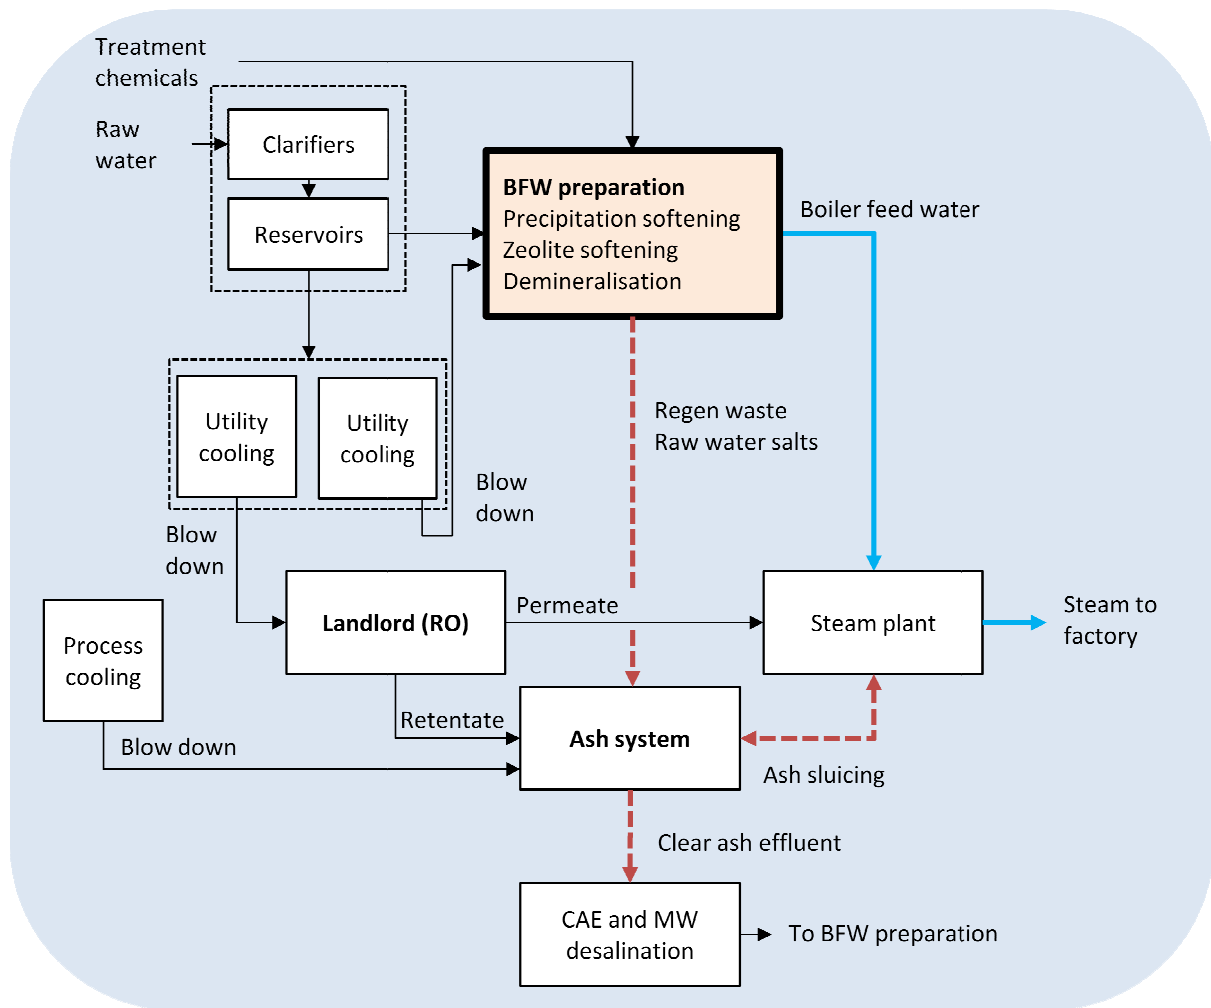 Treatment
chemicals
Raw
water
Clarifiers
Reservoirs
BFW preparation
Precipitation softening
Zeolite softening
Demineralisation
Boiler feed water
Utility
cooling
Utility
cooling
Regen waste
Raw water salts
Blow
down
Blow
down
Process
cooling
Landlord (RO)
Permeate
Steam plant
Steam to
factory
Retentate
Blow down
Ash system
Ash sluicing
Clear ash effluent
CAE and MW
desalination
To BFW preparation